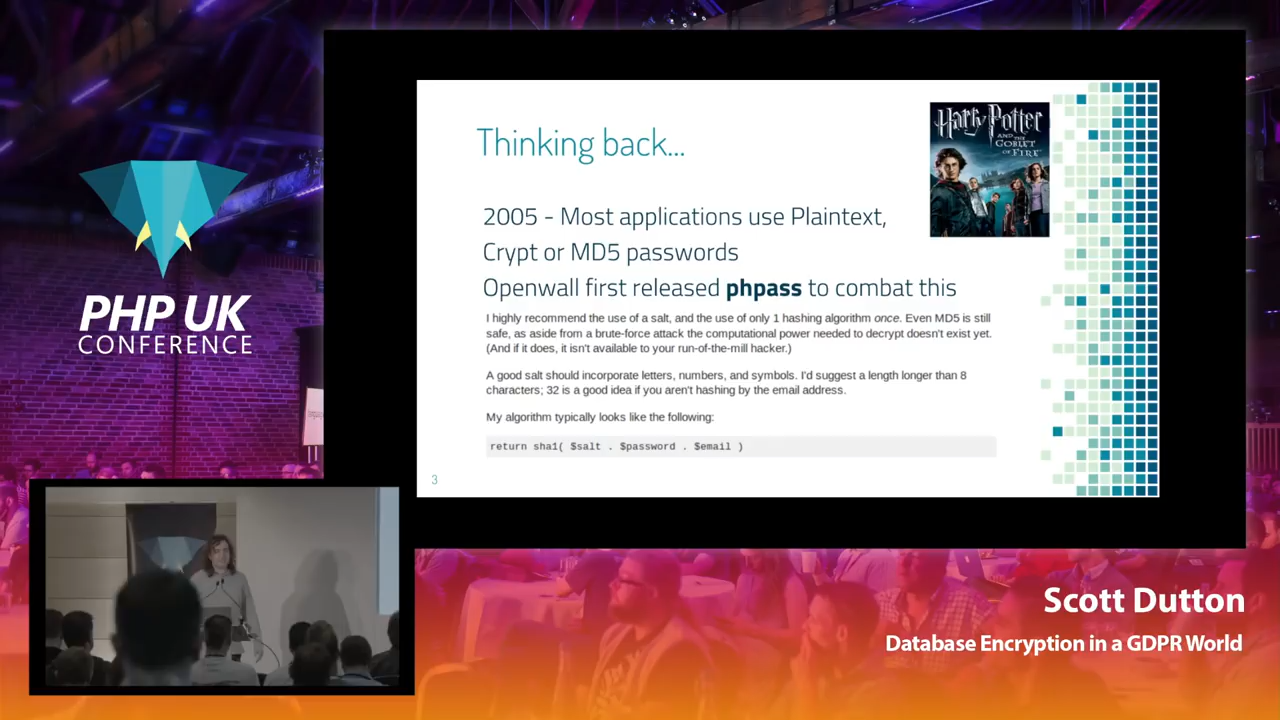 PHP UK
CONFERENCE
Thinking back...
Harry Potter
AND THE
GOBLET
OF FIRE
2005 - Most applications use Plaintext,
Crypt or MD5 passwords
Openwall first released phpass to combat this
I highly recommend the use of a salt, and the use of only 1 hashing algorithm once. Even MD5 is still
safe, as aside from a brute-force attack the computational power needed to decrypt doesn't exist yet.
(And if it does, it isn't available to your run-of-the-mill hacker.)
A good salt should incorporate letters, numbers, and symbols. I'd suggest a length longer than 8
characters; 32 is a good idea if you aren't hashing by the email address.
My algorithm typically looks like the following:
return sha1( $salt . $password . $email )
3
Scott Dutton
Database Encryption in a GDPR World